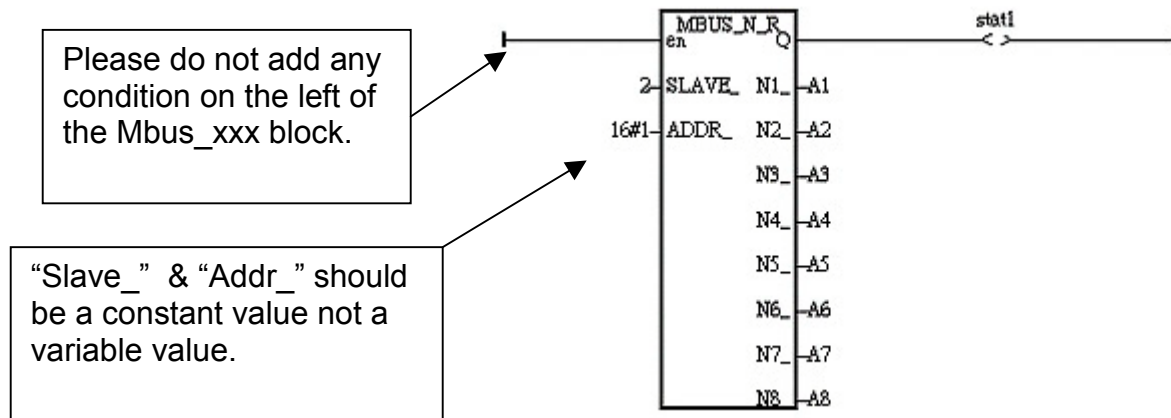 Please do not add any
condition on the left of
the Mbus_xxx block.
“Slave_” & “Addr_” should
be a constant value not a
variable value.
MBUS_N_R
en Q
stat1
2 SLAVE_ N1_ A1
16#1 ADDR_ N2_ A2
N3_ A3
N4_ A4
N5_ A5
N6_ A6
N7_ A7
N8 A8